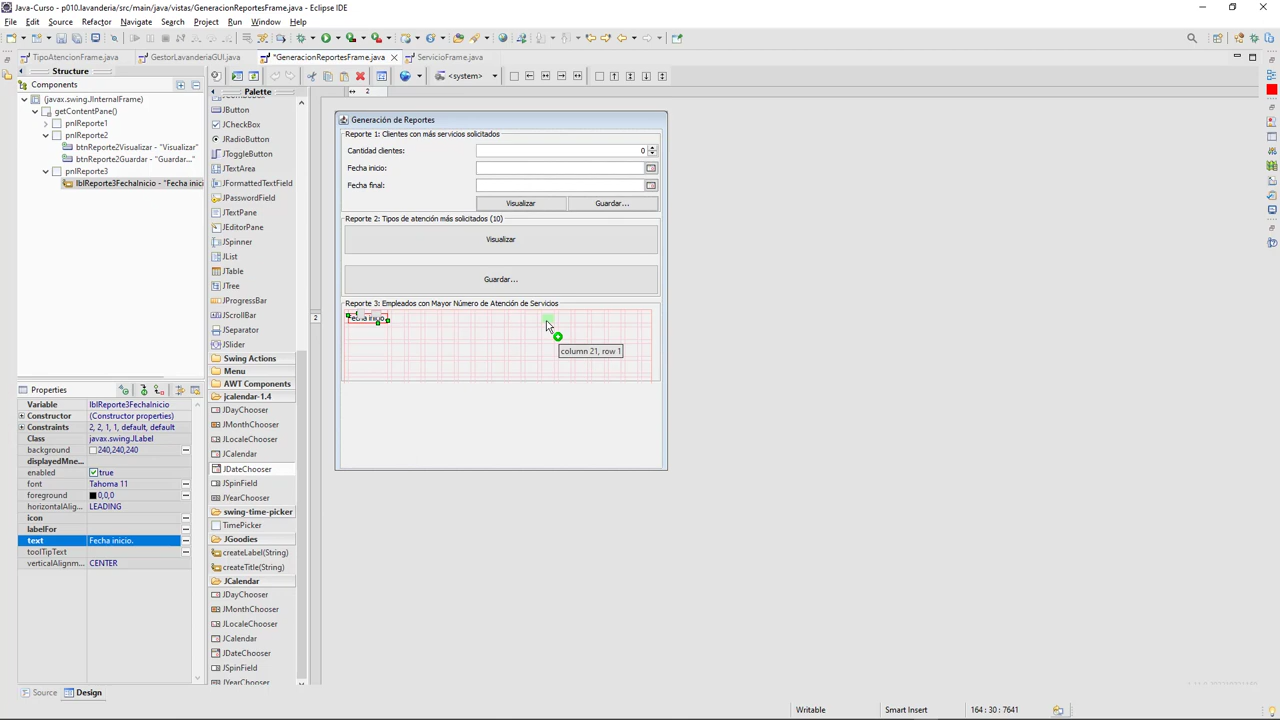 Java-Curso - p010.lavanderia/src/main/java/vistas/GeneracionReportesFrame.java - Eclipse IDE
File Edit Source Refactor Navigate Search Project Run Window Help
TipoAtencionFrame.java GestorLavanderiaGUI.java *GeneracionReportesFrame.java ServicioFrame.java
Structure
Components
(javax.swing.JInternalFrame)
getContentPane()
pnlReporte1
pnlReporte2
btnReporte2Visualizar - "Visualizar"
btnReporte2Guardar - "Guardar..."
pnlReporte3
lblReporte3FechaInicio - "Fecha inici
Properties
Variable lblReporte3FechaInicio
Constructor (Constructor properties)
Constraints 2, 2, 1, 1, default, default
Class javax.swing.JLabel
background 240,240,240
displayedMne...
enabled true
font Tahoma 11
foreground 0,0,0
horizontalAlig... LEADING
icon
labelFor
text Fecha inicio.
toolTipText
verticalAlignm... CENTER
Source Design
<system>
Palette
JButton
JCheckBox
JRadioButton
JToggleButton
JTextArea
JFormattedTextField
JPasswordField
JTextPane
JEditorPane
JSpinner
JList
JTable
JTree
JProgressBar
JScrollBar
JSeparator
JSlider
Swing Actions
Menu
AWT Components
jcalendar-1.4
JDayChooser
JMonthChooser
JLocaleChooser
JCalendar
JDateChooser
JSpinField
JYearChooser
swing-time-picker
TimePicker
JGoodies
createLabel(String)
createTitle(String)
JCalendar
JDayChooser
JMonthChooser
JLocaleChooser
JCalendar
JDateChooser
JSpinField
JYearChooser
2
2
Generación de Reportes
Reporte 1: Clientes con más servicios solicitados
Cantidad clientes: 0
Fecha inicio:
Fecha final:
Visualizar Guardar...
Reporte 2: Tipos de atención más solicitados (10)
Visualizar
Guardar...
Reporte 3: Empleados con Mayor Número de Atención de Servicios
Fecha inicio.
column 21, row 1
Writable Smart Insert 164 : 30 : 7641